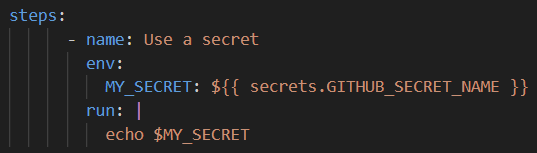 steps:
- name: Use a secret
env:
MY_SECRET: ${{ secrets.GITHUB_SECRET_NAME }}
run: |
echo $MY_SECRET